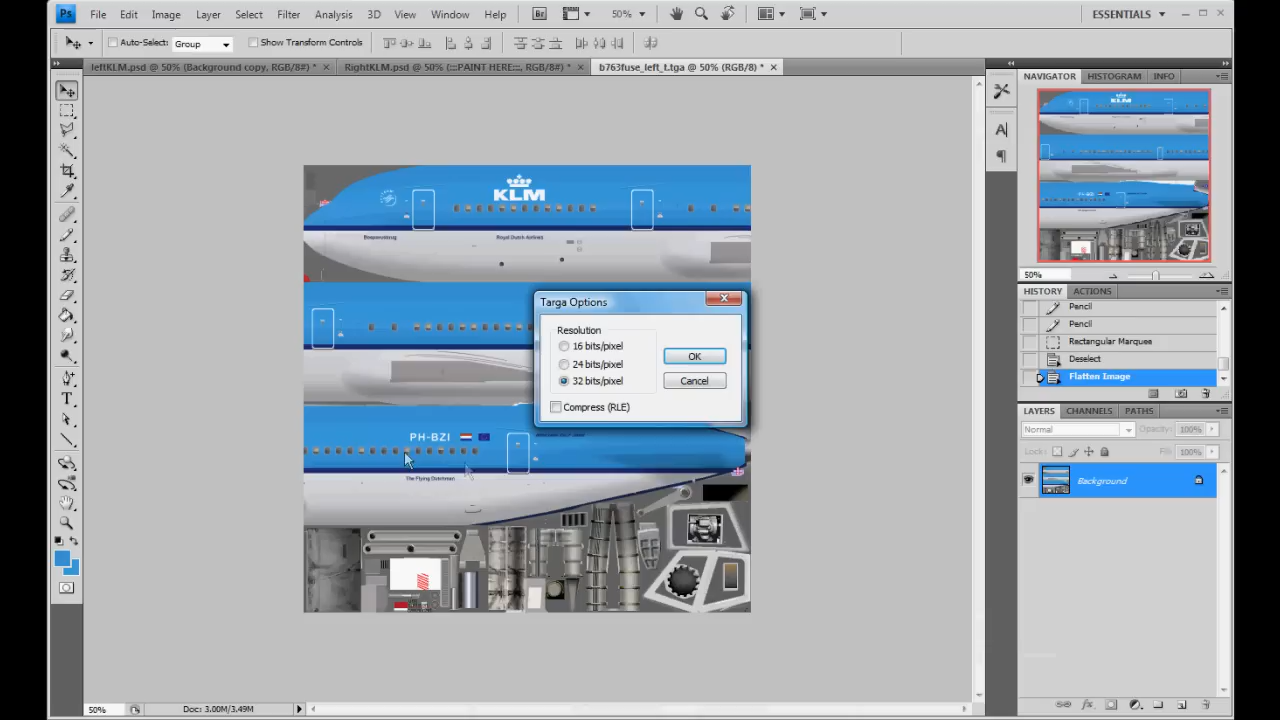 Ps File Edit Image Layer Select Filter Analysis 3D View Window Help Br 50% ESSENTIALS
Auto-Select: Group Show Transform Controls
leftKLM.psd @ 50% (Background copy, RGB/8#) * RightKLM.psd @ 50% (:::PAINT HERE:::, RGB/8#) * b763fuse_left_t.tga @ 50% (RGB/8) *
NAVIGATOR HISTOGRAM INFO
KLM
Royal Dutch Airlines
50%
HISTORY ACTIONS
Pencil
Pencil
Rectangular Marquee
Deselect
Flatten Image
Targa Options
Resolution
16 bits/pixel
24 bits/pixel
32 bits/pixel
Compress (RLE)
OK
Cancel
PH-BZI
The Flying Dutchman
LAYERS CHANNELS PATHS
Normal Opacity: 100%
Lock: Fill: 100%
Background
50% Doc: 3.00M/3.49M